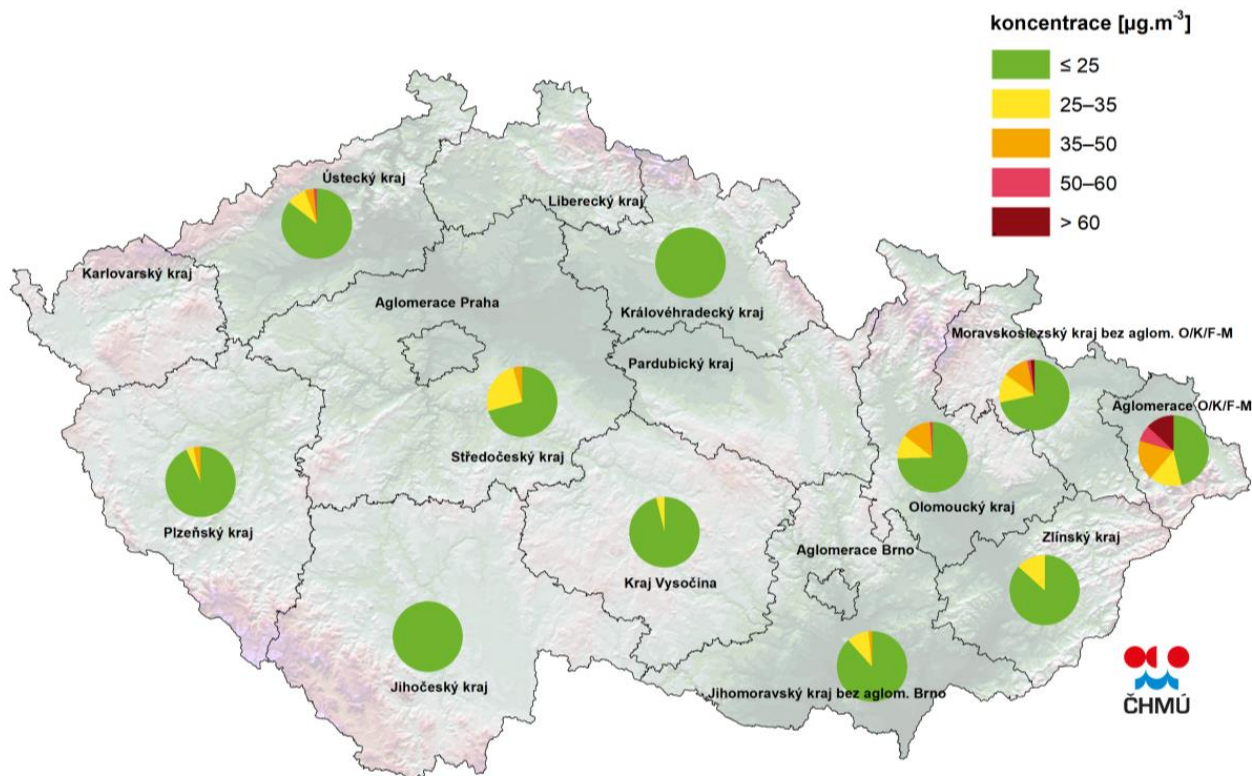 koncentrace [µg.m⁻³]
≤ 25
25–35
35–50
50–60
> 60
Ústecký kraj
Liberecký kraj
Karlovarský kraj
Aglomerace Praha
Královéhradecký kraj
Moravskoslezský kraj bez aglom. O/K/F-M
Pardubický kraj
Aglomerace O/K/F-M
Středočeský kraj
Olomoucký kraj
Plzeňský kraj
Zlínský kraj
Aglomerace Brno
Kraj Vysočina
Jihočeský kraj
Jihomoravský kraj bez aglom. Brno
ČHMÚ